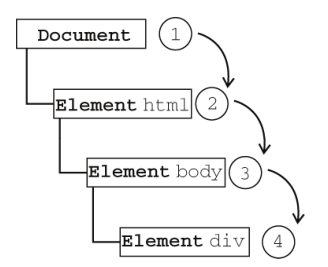 Document 1
Element html 2
Element body 3
Element div 4